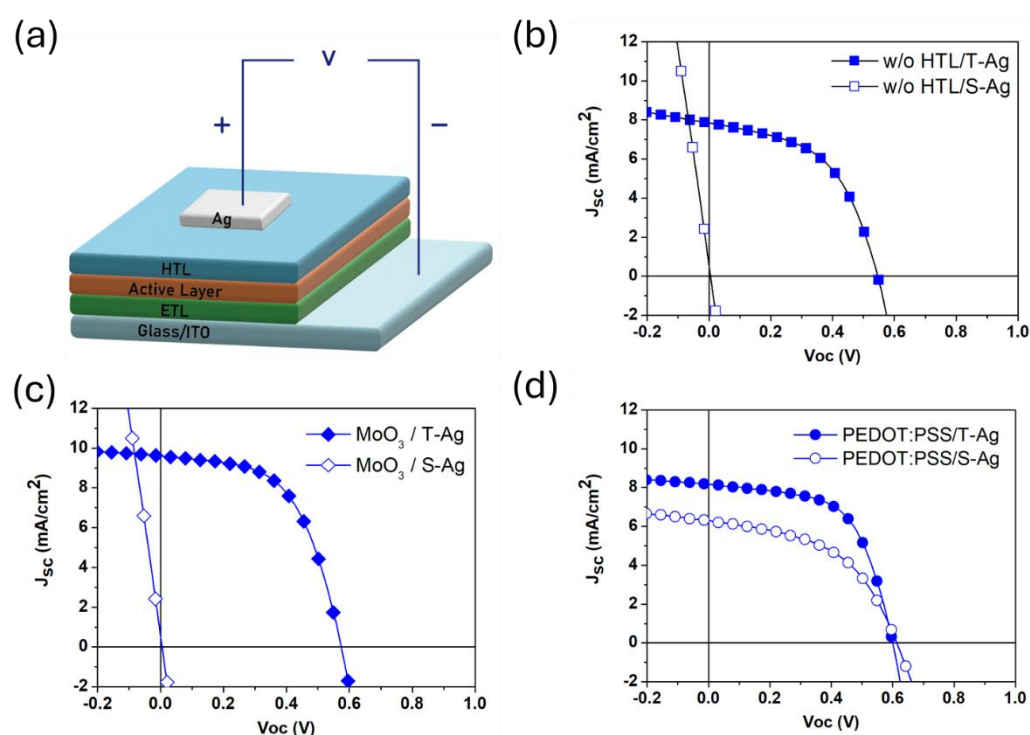 (a)
V
+
−
Ag
HTL
Active Layer
ETL
Glass/ITO
(b)
12
10
8
6
4
2
0
-2
-0.2 0.0 0.2 0.4 0.6 0.8 1.0
Jsc (mA/cm²)
Voc (V)
w/o HTL/T-Ag
w/o HTL/S-Ag
(c)
12
10
8
6
4
2
0
-2
-0.2 0.0 0.2 0.4 0.6 0.8 1.0
Jsc (mA/cm²)
Voc (V)
MoO₃ / T-Ag
MoO₃ / S-Ag
(d)
12
10
8
6
4
2
0
-2
-0.2 0.0 0.2 0.4 0.6 0.8 1.0
Jsc (mA/cm²)
Voc (V)
PEDOT:PSS/T-Ag
PEDOT:PSS/S-Ag